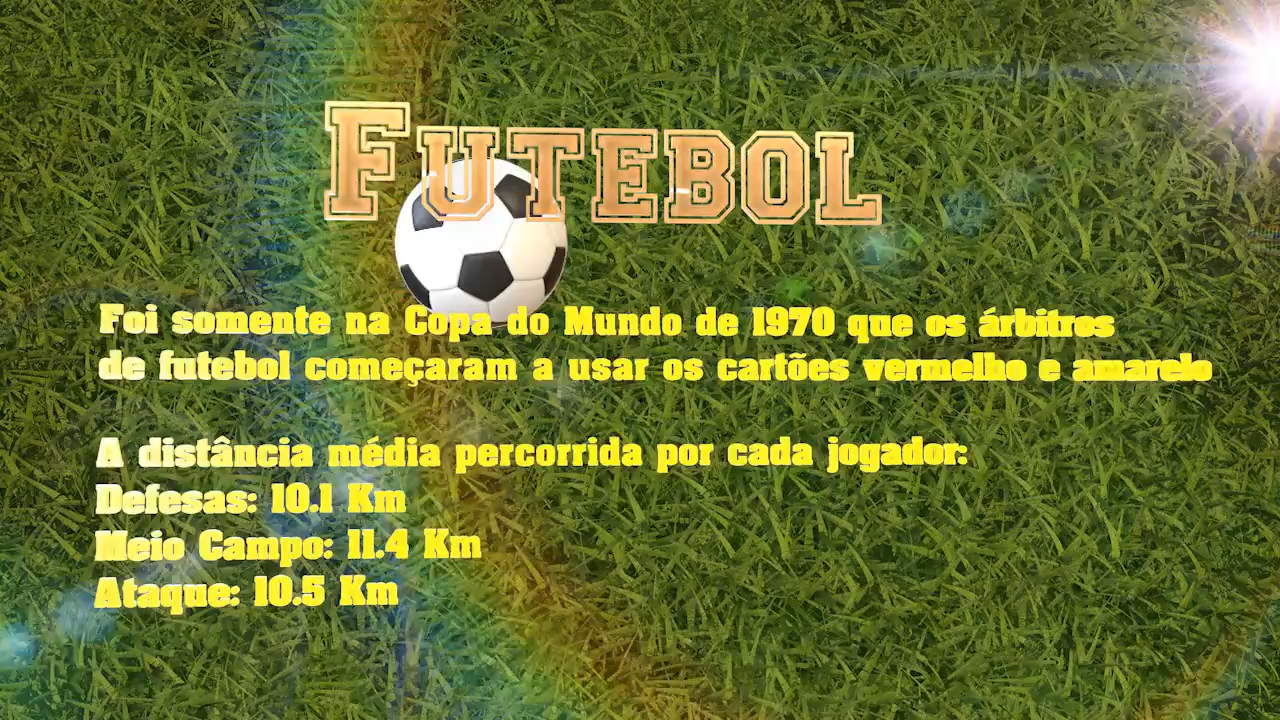 FUTEBOL
Foi somente na Copa do Mundo de 1970 que os árbitros
de futebol começaram a usar os cartões vermelho e amarelo
A distância média percorrida por cada jogador:
Defesas: 10.1 Km
Meio Campo: 11.4 Km
Ataque: 10.5 Km